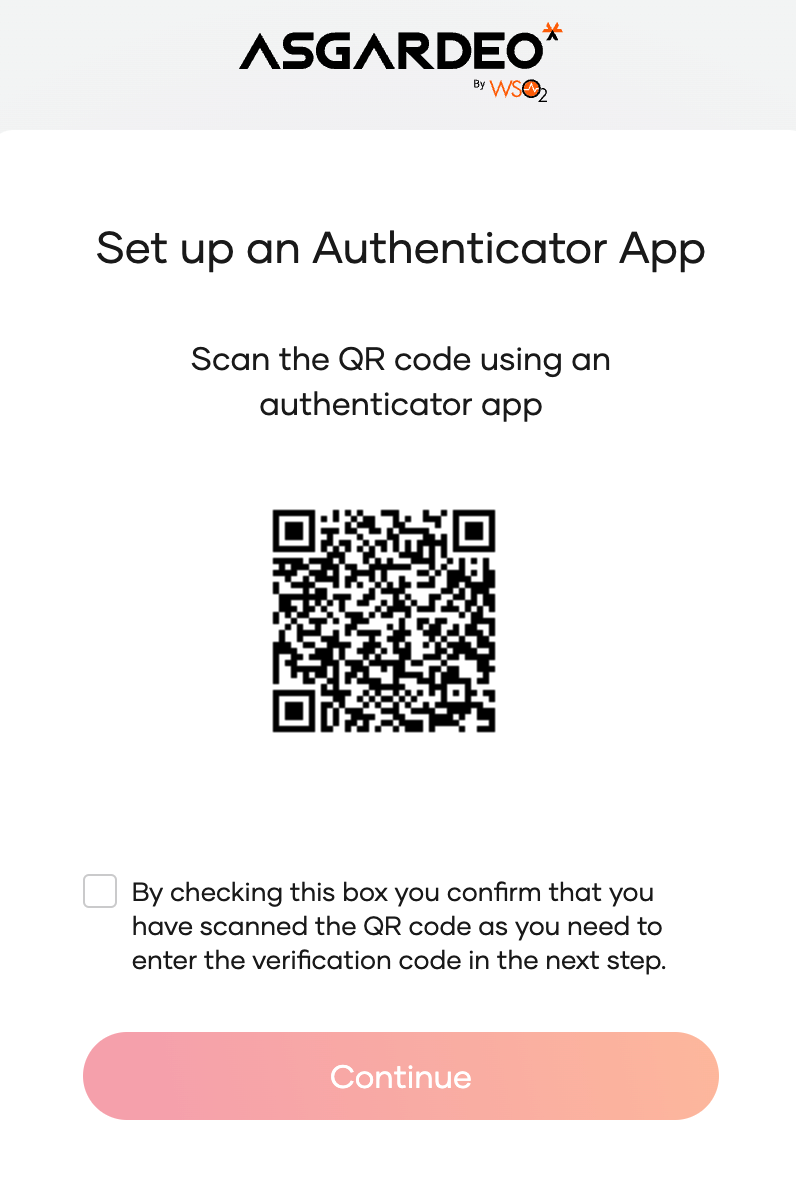 ASGARDEO
By WSO2
Set up an Authenticator App
Scan the QR code using an
authenticator app
By checking this box you confirm that you
have scanned the QR code as you need to
enter the verification code in the next step.
Continue